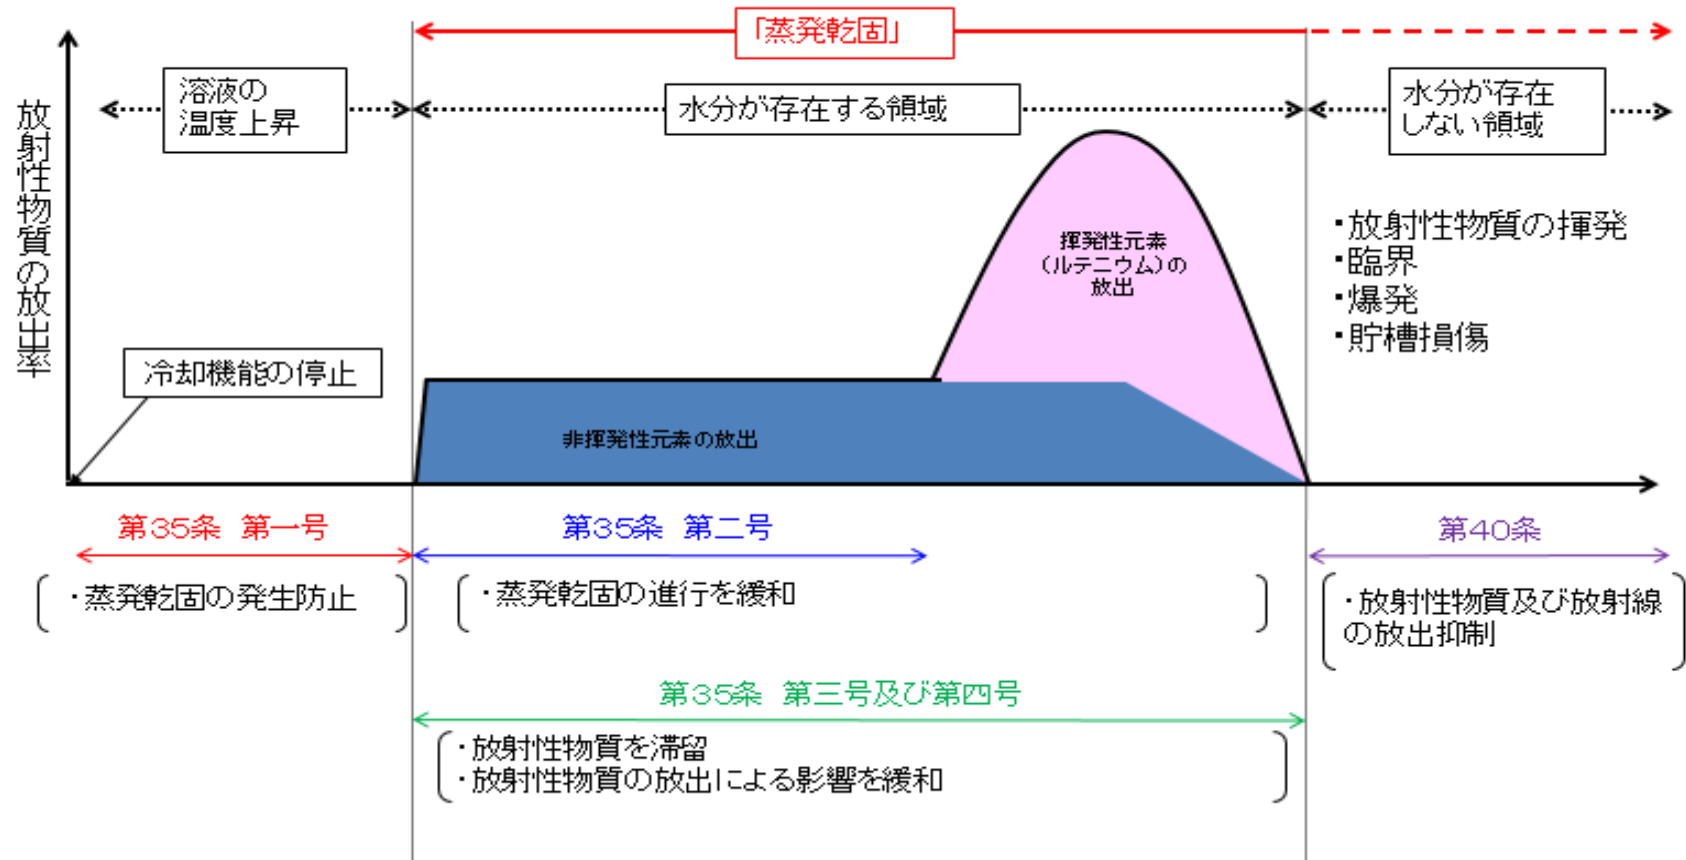 「蒸発乾固」
溶液の
温度上昇
水分が存在する領域
水分が存在
しない領域
放射性物質の放出率
・放射性物質の揮発
・臨界
・爆発
・貯槽損傷
揮発性元素
（ルテニウム）の
放出
冷却機能の停止
非揮発性元素の放出
第35条 第一号
第35条 第二号
第40条
・蒸発乾固の発生防止
・蒸発乾固の進行を緩和
・放射性物質及び放射線
の放出抑制
第35条 第三号及び第四号
・放射性物質を滞留
・放射性物質の放出による影響を緩和